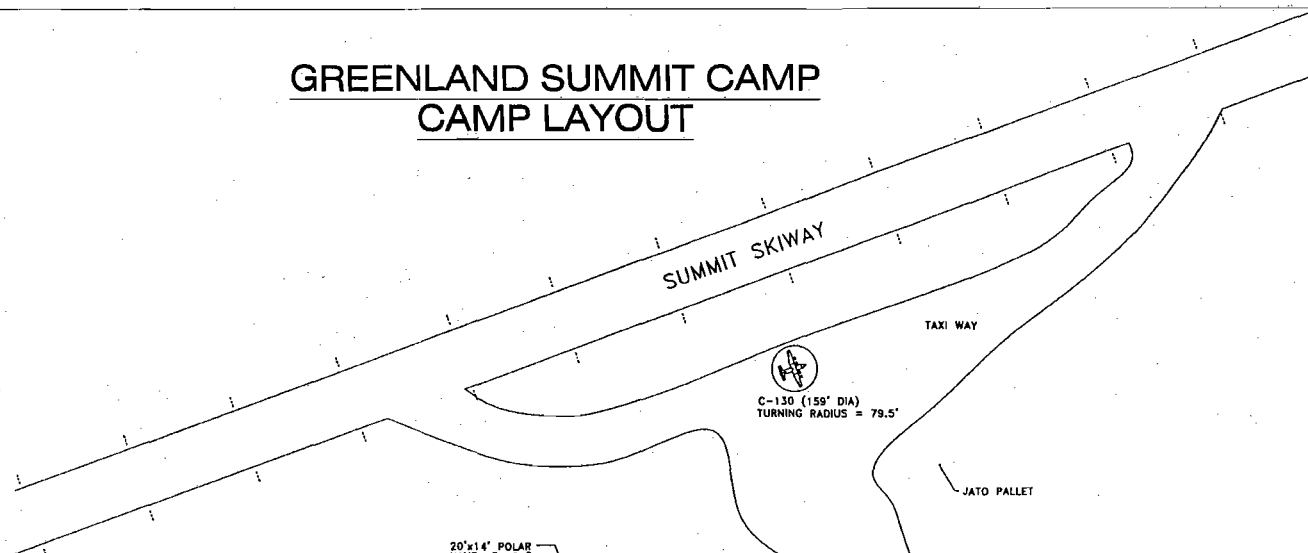 GREENLAND SUMMIT CAMP
CAMP LAYOUT
SUMMIT SKIWAY
TAXI WAY
C-130 (159' DIA)
TURNING RADIUS = 79.5'
JATO PALLET
20'x14' POLAR